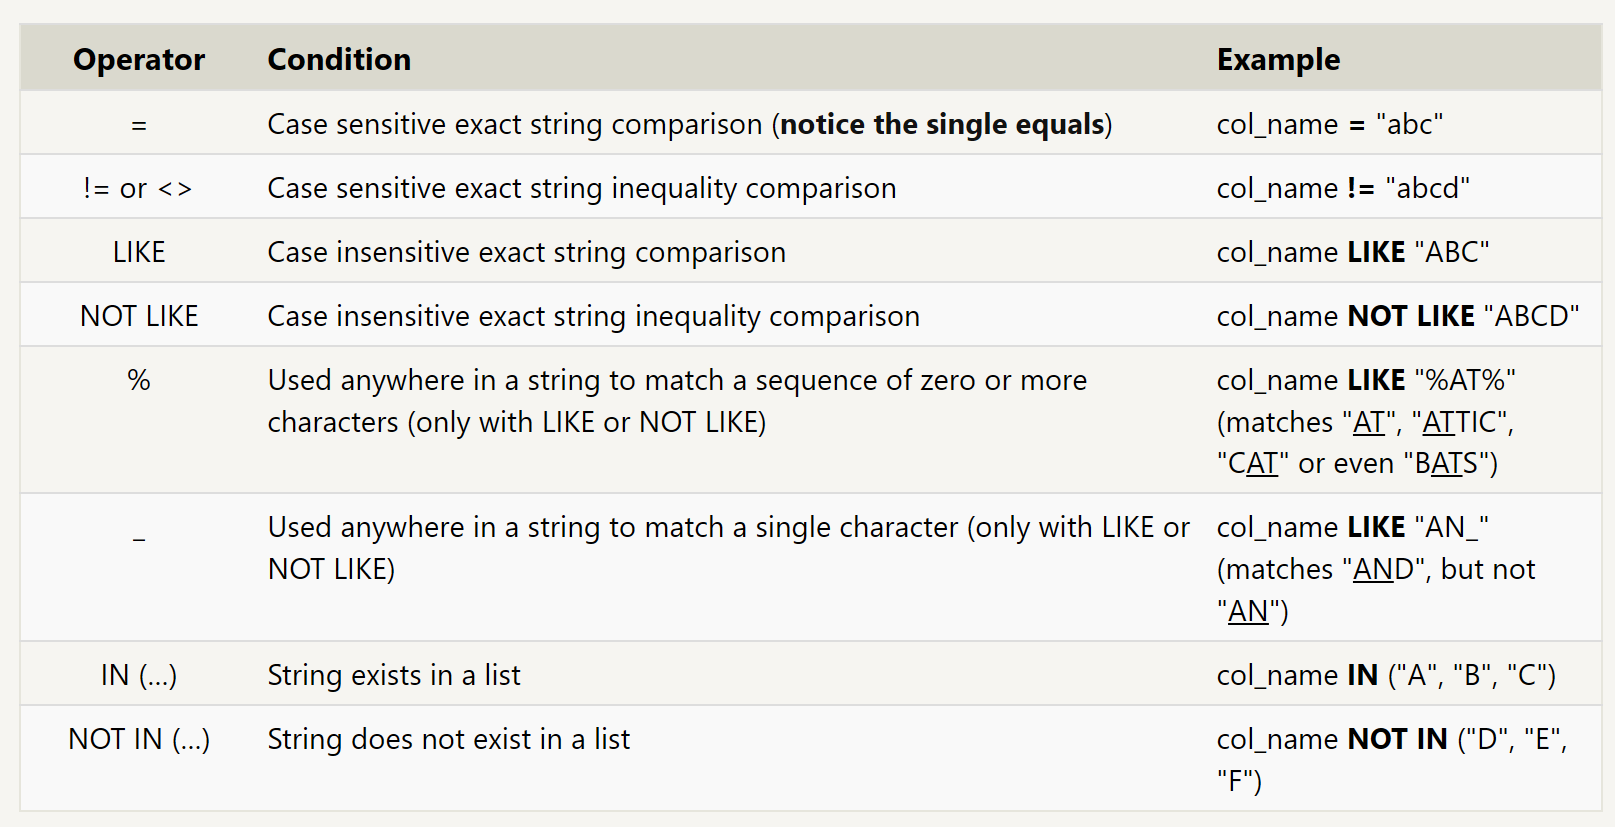 Operator Condition Example
= Case sensitive exact string comparison (notice the single equals) col_name = "abc"
!= or <> Case sensitive exact string inequality comparison col_name != "abcd"
LIKE Case insensitive exact string comparison col_name LIKE "ABC"
NOT LIKE Case insensitive exact string inequality comparison col_name NOT LIKE "ABCD"
% Used anywhere in a string to match a sequence of zero or more col_name LIKE "%AT%"
characters (only with LIKE or NOT LIKE) (matches "AT", "ATTIC",
"CAT" or even "BATS")
_ Used anywhere in a string to match a single character (only with LIKE or col_name LIKE "AN_"
NOT LIKE) (matches "AND", but not
"AN")
IN (…) String exists in a list col_name IN ("A", "B", "C")
NOT IN (…) String does not exist in a list col_name NOT IN ("D", "E",
"F")